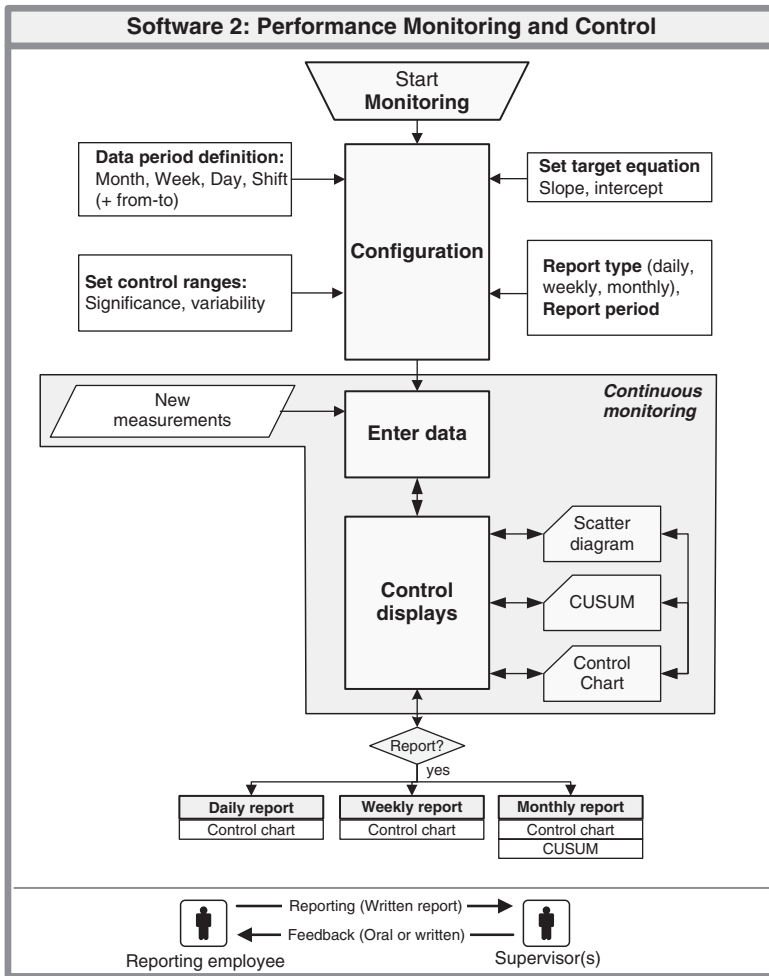 Software 2: Performance Monitoring and Control
Start
Monitoring
Data period definition:
Month, Week, Day, Shift
(+ from-to)
Set target equation
Slope, intercept
Configuration
Set control ranges:
Significance, variability
Report type (daily,
weekly, monthly),
Report period
New
measurements
Continuous
monitoring
Enter data
Scatter
diagram
Control
displays
CUSUM
Control
Chart
Report?
yes
Daily report
Control chart
Weekly report
Control chart
Monthly report
Control chart
CUSUM
Reporting (Written report)
Feedback (Oral or written)
Reporting employee
Supervisor(s)